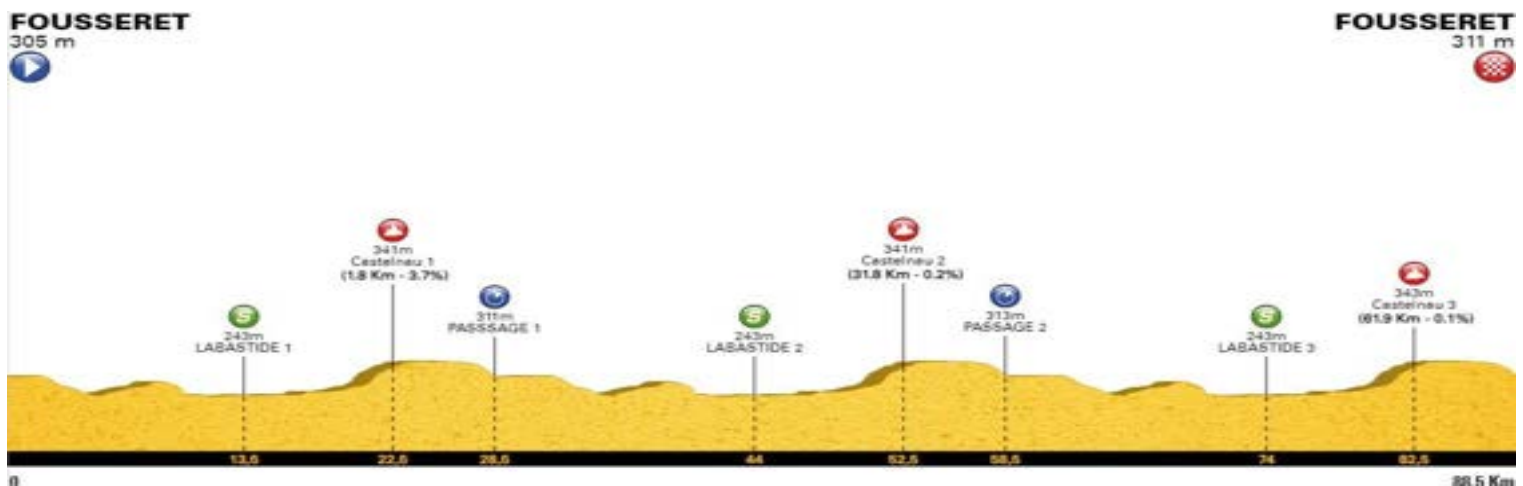 FOUSSERET
305 m
FOUSSERET
311 m
341m
Castelnau 1
(1.8 Km - 3.7%)
341m
Castelnau 2
(31.8 Km - 0.2%)
343m
Castelnau 3
(61.9 Km - 0.1%)
S
243m
LABASTIDE 1
311m
PASSSAGE 1
S
243m
LABASTIDE 2
313m
PASSAGE 2
S
243m
LABASTIDE 3
13,5 22,5 28,5 44 52,5 58,5 74 82,5
0 88.5 Km